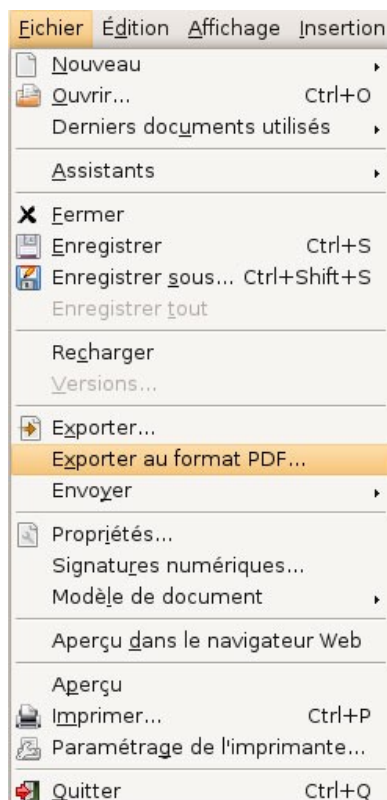 Fichier Édition Affichage Insertion
Nouveau
Ouvrir... Ctrl+O
Derniers documents utilisés
Assistants
Fermer
Enregistrer Ctrl+S
Enregistrer sous... Ctrl+Shift+S
Enregistrer tout
Recharger
Versions...
Exporter...
Exporter au format PDF...
Envoyer
Propriétés...
Signatures numériques...
Modèle de document
Aperçu dans le navigateur Web
Aperçu
Imprimer... Ctrl+P
Paramétrage de l'imprimante...
Quitter Ctrl+Q